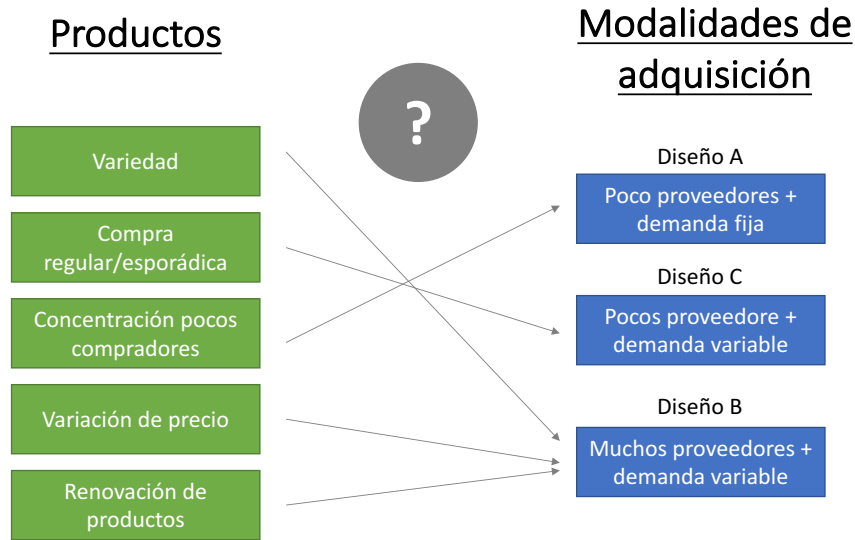 Productos
Modalidades de
adquisición
?
Variedad
Compra
regular/esporádica
Concentración pocos
compradores
Variación de precio
Renovación de
productos
Diseño A
Poco proveedores +
demanda fija
Diseño C
Pocos proveedore +
demanda variable
Diseño B
Muchos proveedores +
demanda variable